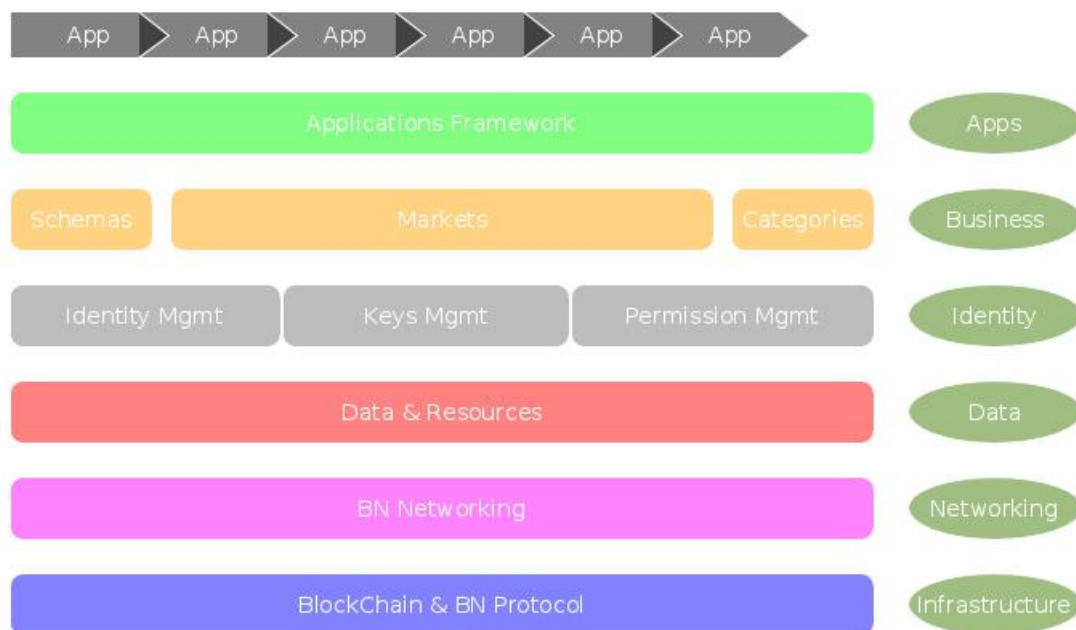 App App App App App App
Applications Framework Apps
Schemas Markets Categories Business
Identity Mgmt Keys Mgmt Permission Mgmt Identity
Data & Resources Data
BN Networking Networking
BlockChain & BN Protocol Infrastructure